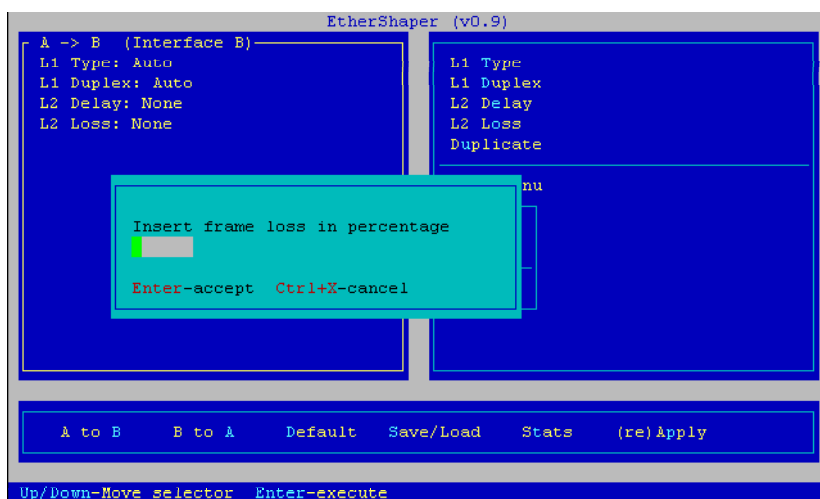 EtherShaper (v0.9)
A -> B (Interface B)
L1 Type: Auto
L1 Duplex: Auto
L2 Delay: None
L2 Loss: None
L1 Type
L1 Duplex
L2 Delay
L2 Loss
Duplicate
nu
Insert frame loss in percentage
Enter-accept Ctrl+X-cancel
A to B B to A Default Save/Load Stats (re)Apply
Up/Down-Move selector Enter-execute